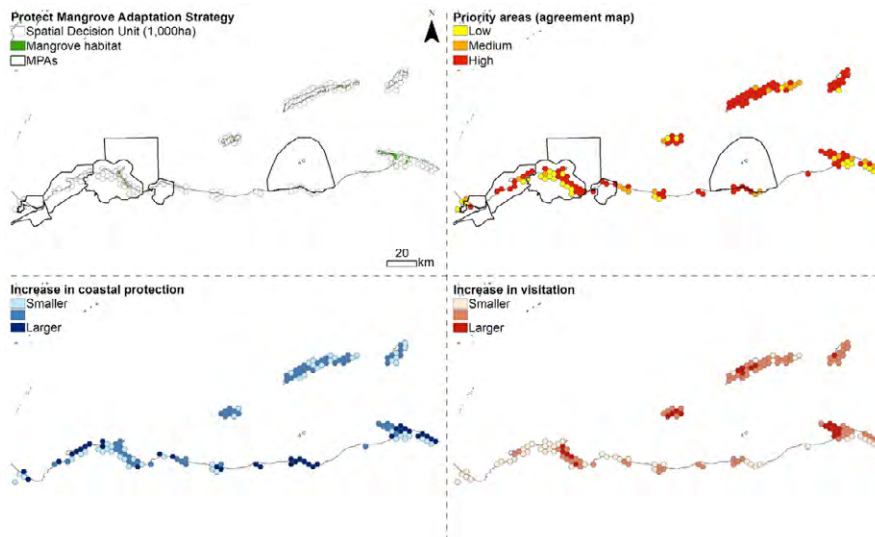 Protect Mangrove Adaptation Strategy
Spatial Decision Unit (1,000ha)
Mangrove habitat
MPAs
N
20
km
Priority areas (agreement map)
Low
Medium
High
Increase in coastal protection
Smaller
Larger
Increase in visitation
Smaller
Larger